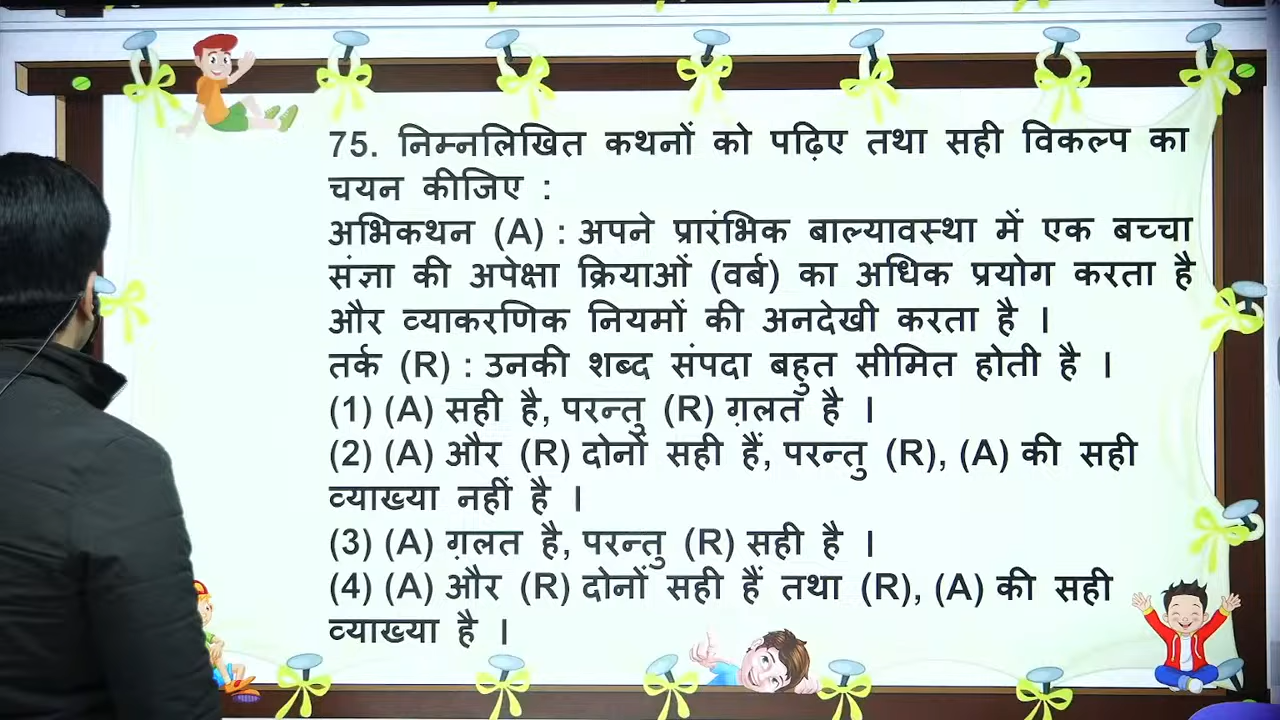 75. निम्नलिखित कथनों को पढ़िए तथा सही विकल्प का
चयन कीजिए :
अभिकथन (A) : अपने प्रारंभिक बाल्यावस्था में एक बच्चा
संज्ञा की अपेक्षा क्रियाओं (वर्ब) का अधिक प्रयोग करता है
और व्याकरणिक नियमों की अनदेखी करता है ।
तर्क (R) : उनकी शब्द संपदा बहुत सीमित होती है ।
(1) (A) सही है, परन्तु (R) ग़लत है ।
(2) (A) और (R) दोनों सही हैं, परन्तु (R), (A) की सही
व्याख्या नहीं है ।
(3) (A) ग़लत है, परन्तु (R) सही है ।
(4) (A) और (R) दोनों सही हैं तथा (R), (A) की सही
व्याख्या है ।